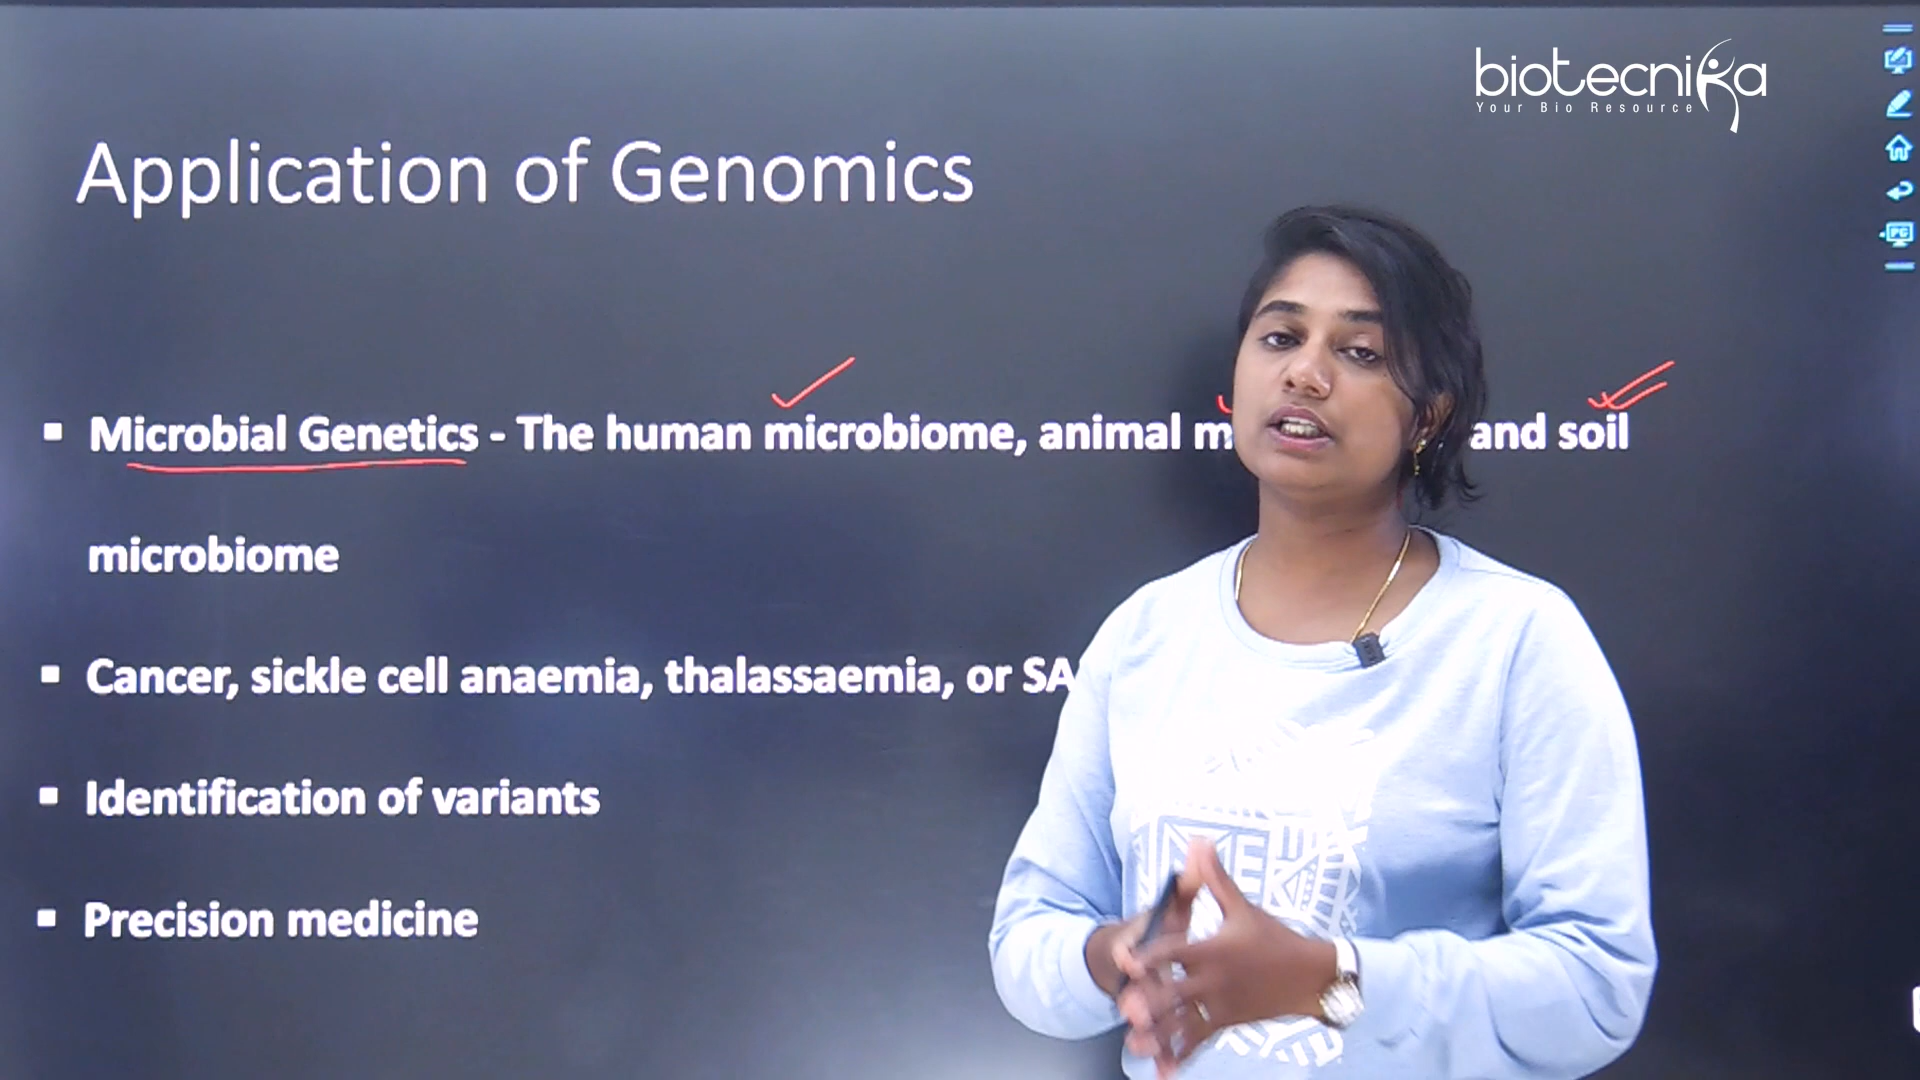 biotecnika
Your Bio Resource
Application of Genomics
▪ Microbial Genetics - The human microbiome, animal and soil
microbiome
▪ Cancer, sickle cell anaemia, thalassaemia, or
▪ Identification of variants
▪ Precision medicine
PC